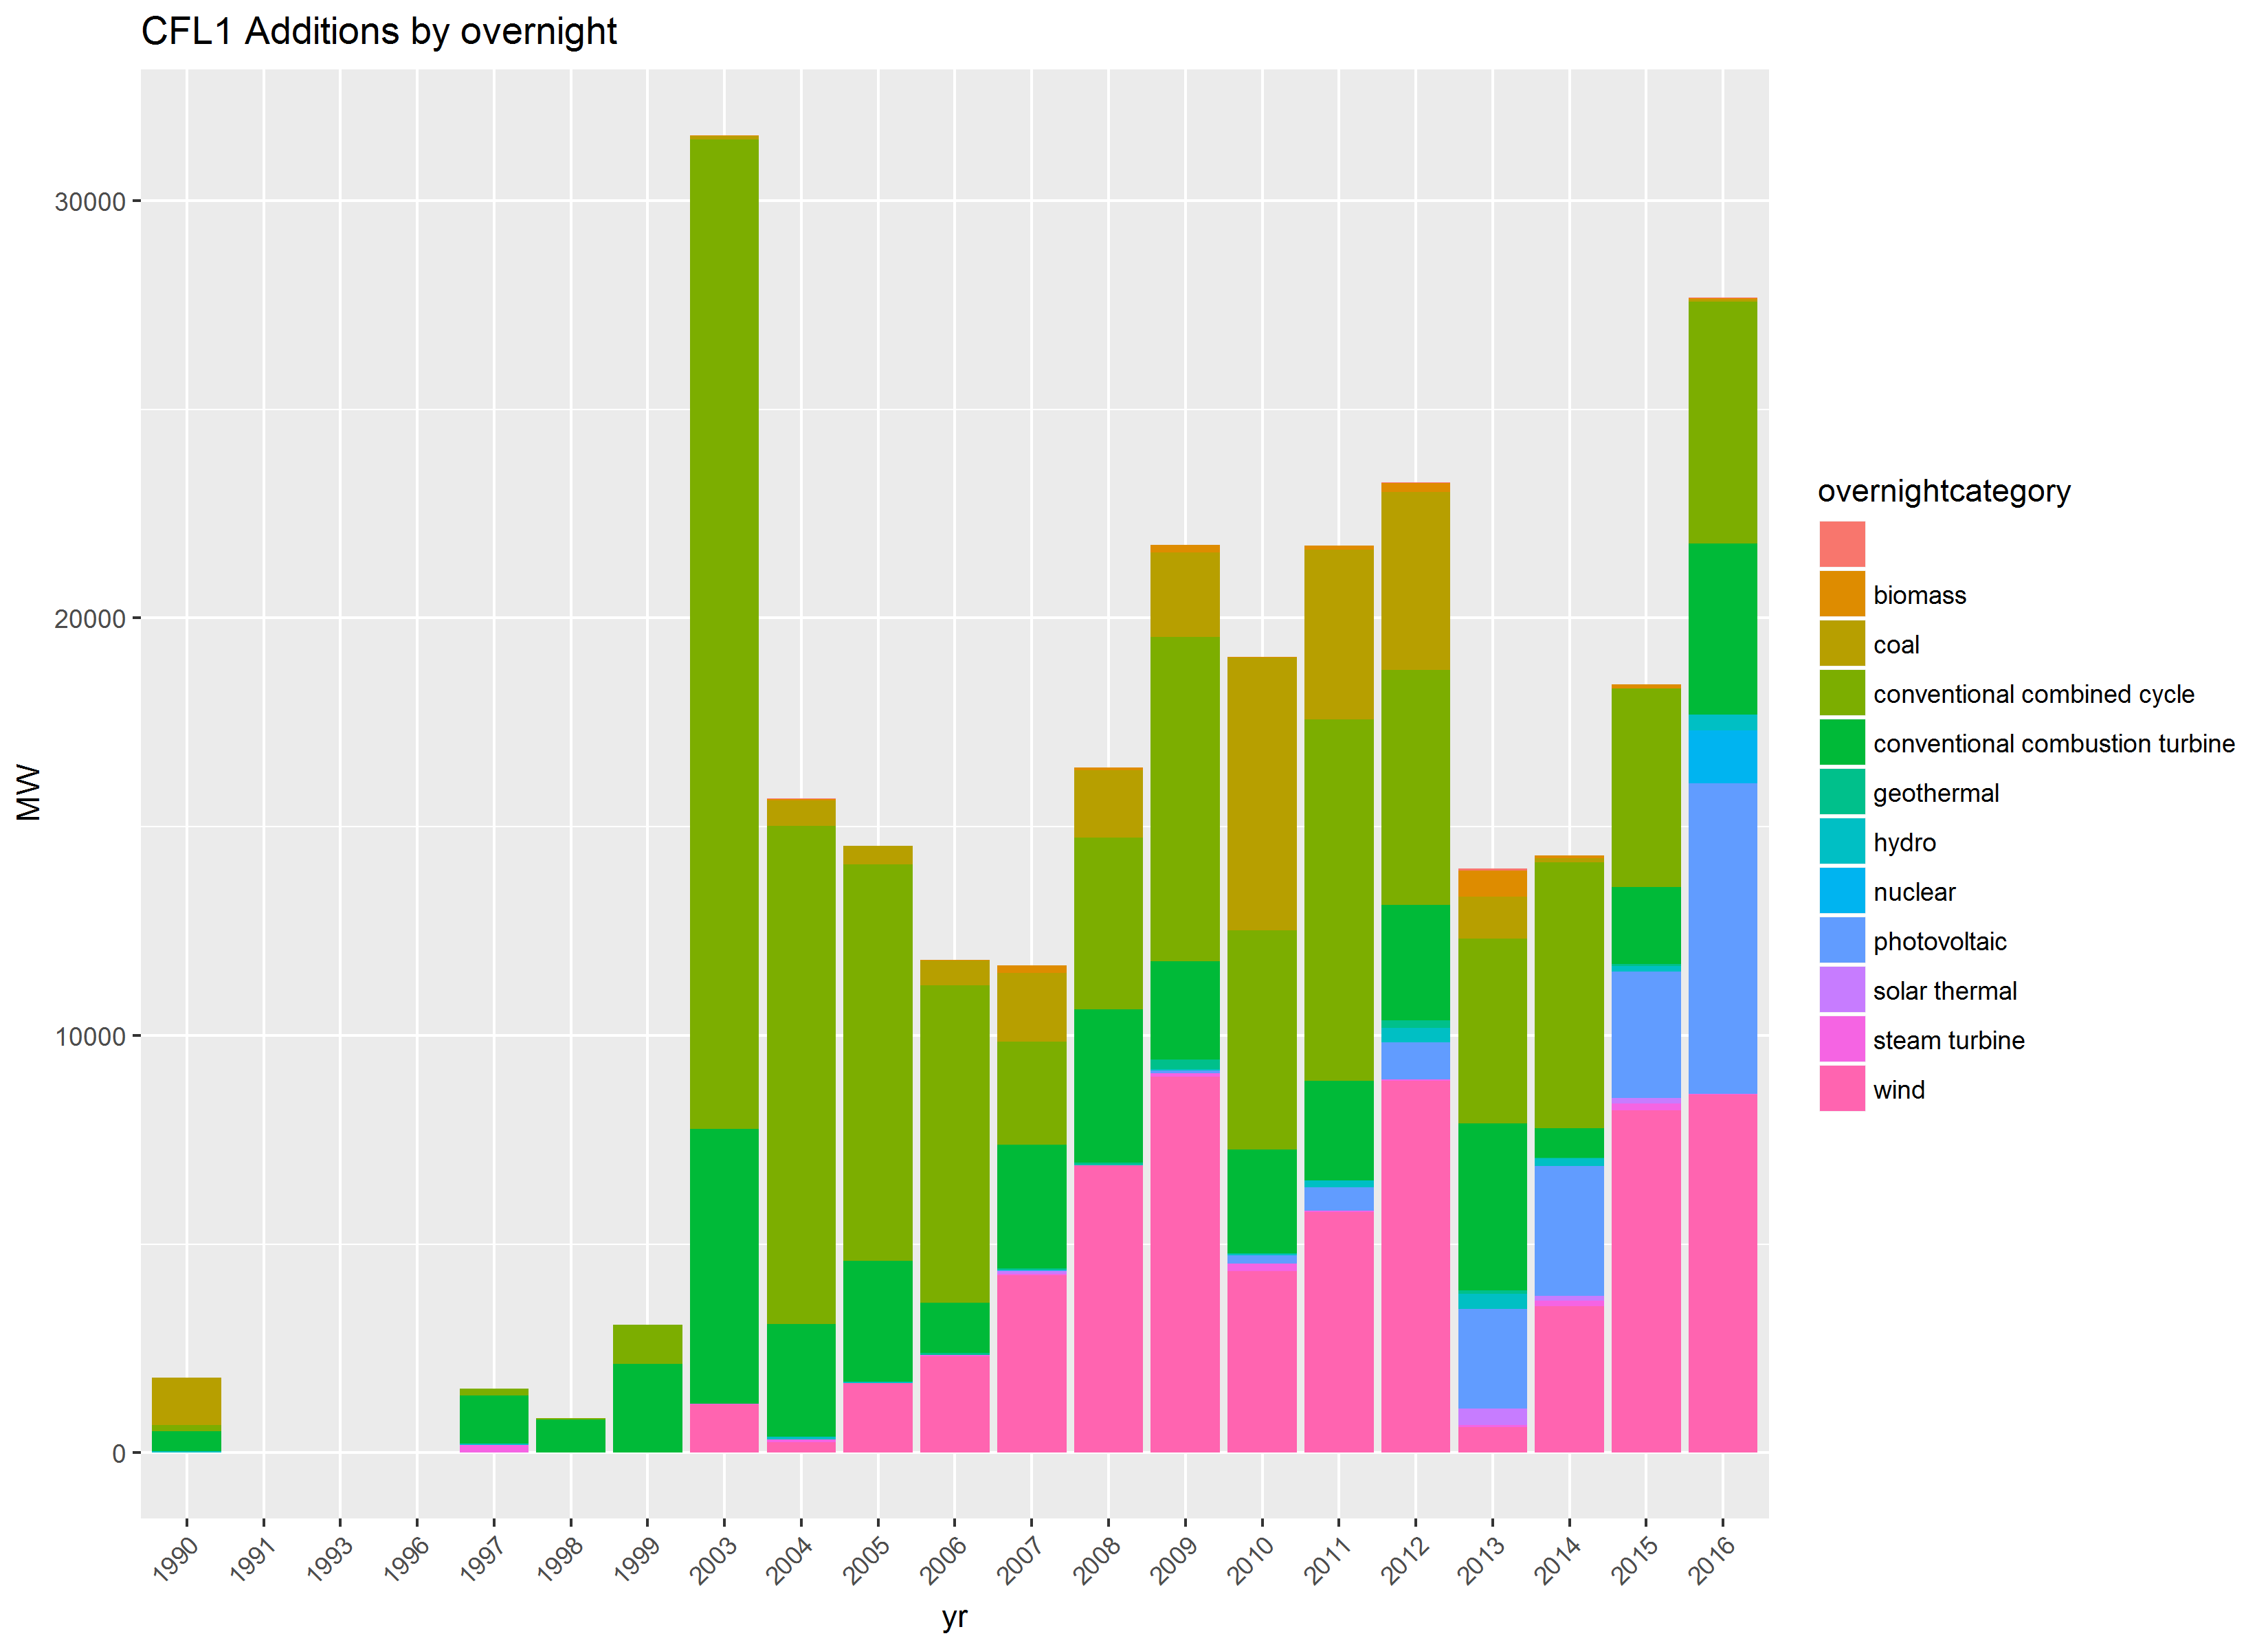 CFL1 Additions by overnight
30000
20000
10000
0
MW
1990
1991
1993
1996
1997
1998
1999
2003
2004
2005
2006
2007
2008
2009
2010
2011
2012
2013
2014
2015
2016
yr
overnightcategory
biomass
coal
conventional combined cycle
conventional combustion turbine
geothermal
hydro
nuclear
photovoltaic
solar thermal
steam turbine
wind